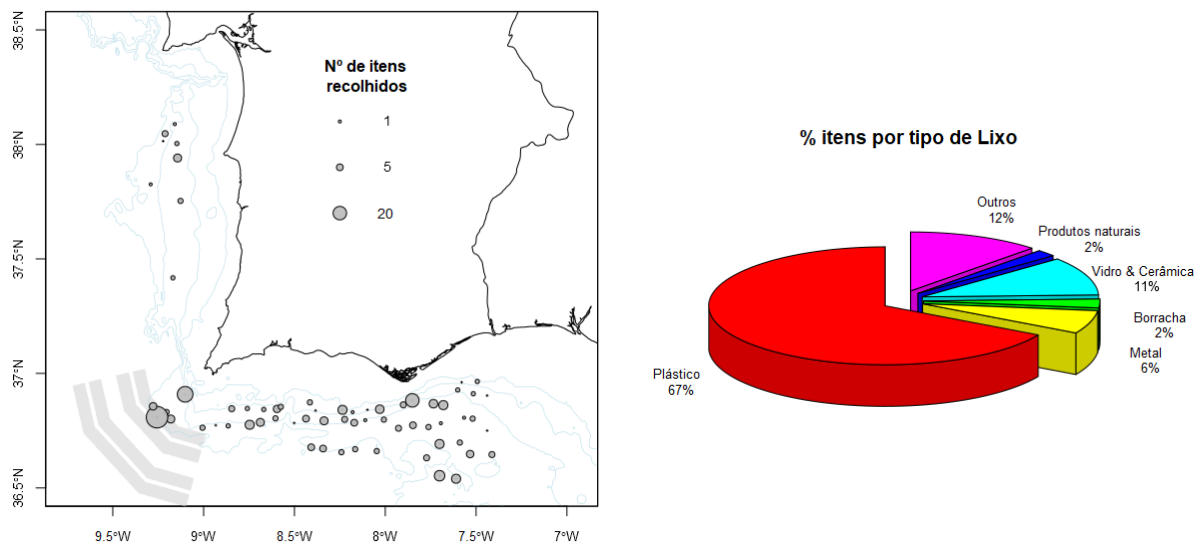 38.5°N
38°N
37.5°N
37°N
36.5°N
9.5°W
9°W
8.5°W
8°W
7.5°W
7°W
Nº de itens
recolhidos
1
5
20
% itens por tipo de Lixo
Outros
12%
Produtos naturais
2%
Vidro & Cerâmica
11%
Borracha
2%
Metal
6%
Plástico
67%